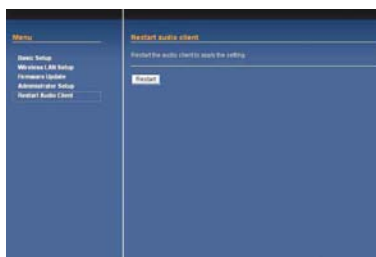 Menu
Basic Setup
Wireless LAN Setup
Firmware Update
Administrator Setup
Restart Audio Client
Restart audio client
Restart the audio client to apply the setting
Restart